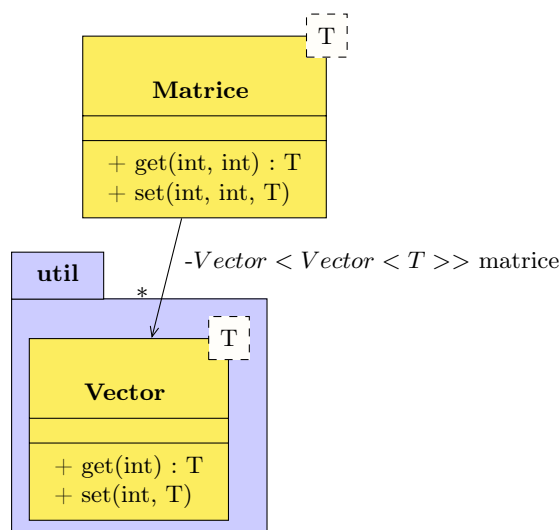 T
Matrice
+ get(int, int) : T
+ set(int, int, T)
-Vector < Vector < T >> matrice
util
*
T
Vector
+ get(int) : T
+ set(int, T)